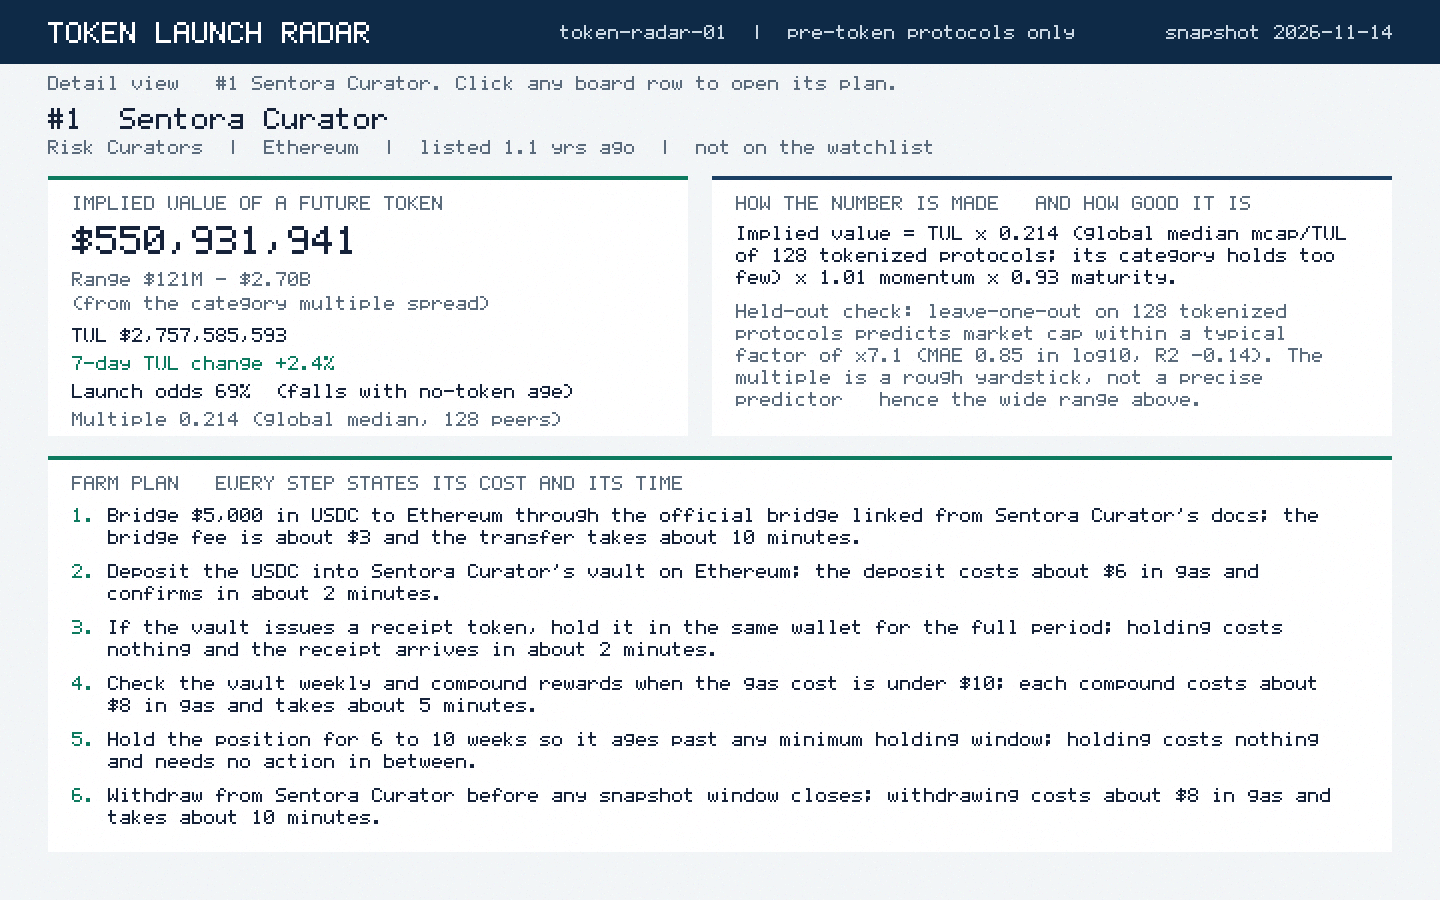 TOKEN LAUNCH RADAR
token-radar-01 | pre-token protocols only
snapshot 2026-11-14
Detail view #1 Sentora Curator. Click any board row to open its plan.
#1 Sentora Curator
Risk Curators | Ethereum | listed 1.1 yrs ago | not on the watchlist
IMPLIED VALUE OF A FUTURE TOKEN
$550,931,941
Range $121M - $2.70B
(from the category multiple spread)
TVL $2,757,585,593
7-day TVL change +2.4%
Launch odds 69% (falls with no-token age)
Multiple 0.214 (global median, 128 peers)
HOW THE NUMBER IS MADE AND HOW GOOD IT IS
Implied value = TVL x 0.214 (global median mcap/TVL
of 128 tokenized protocols; its category holds too
few) x 1.01 momentum x 0.93 maturity.
Held-out check: leave-one-out on 128 tokenized
protocols predicts market cap within a typical
factor of x7.1 (MAE 0.85 in log10, R2 -0.14). The
multiple is a rough yardstick, not a precise
predictor hence the wide range above.
FARM PLAN EVERY STEP STATES ITS COST AND ITS TIME
1. Bridge $5,000 in USDC to Ethereum through the official bridge linked from Sentora Curator's docs; the
bridge fee is about $3 and the transfer takes about 10 minutes.
2. Deposit the USDC into Sentora Curator's vault on Ethereum; the deposit costs about $6 in gas and
confirms in about 2 minutes.
3. If the vault issues a receipt token, hold it in the same wallet for the full period; holding costs
nothing and the receipt arrives in about 2 minutes.
4. Check the vault weekly and compound rewards when the gas cost is under $10; each compound costs about
$8 in gas and takes about 5 minutes.
5. Hold the position for 6 to 10 weeks so it ages past any minimum holding window; holding costs nothing
and needs no action in between.
6. Withdraw from Sentora Curator before any snapshot window closes; withdrawing costs about $8 in gas and
takes about 10 minutes.